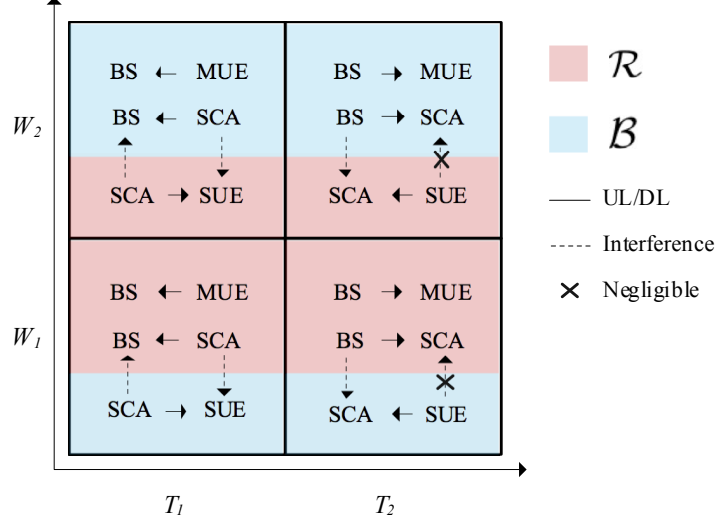 BS MUE BS MUE
BS SCA BS SCA
SCA SUE SCA SUE
BS MUE BS MUE
BS SCA BS SCA
SCA SUE SCA SUE
W2
W1
T1 T2
R
B
UL/DL
Interference
Negligible